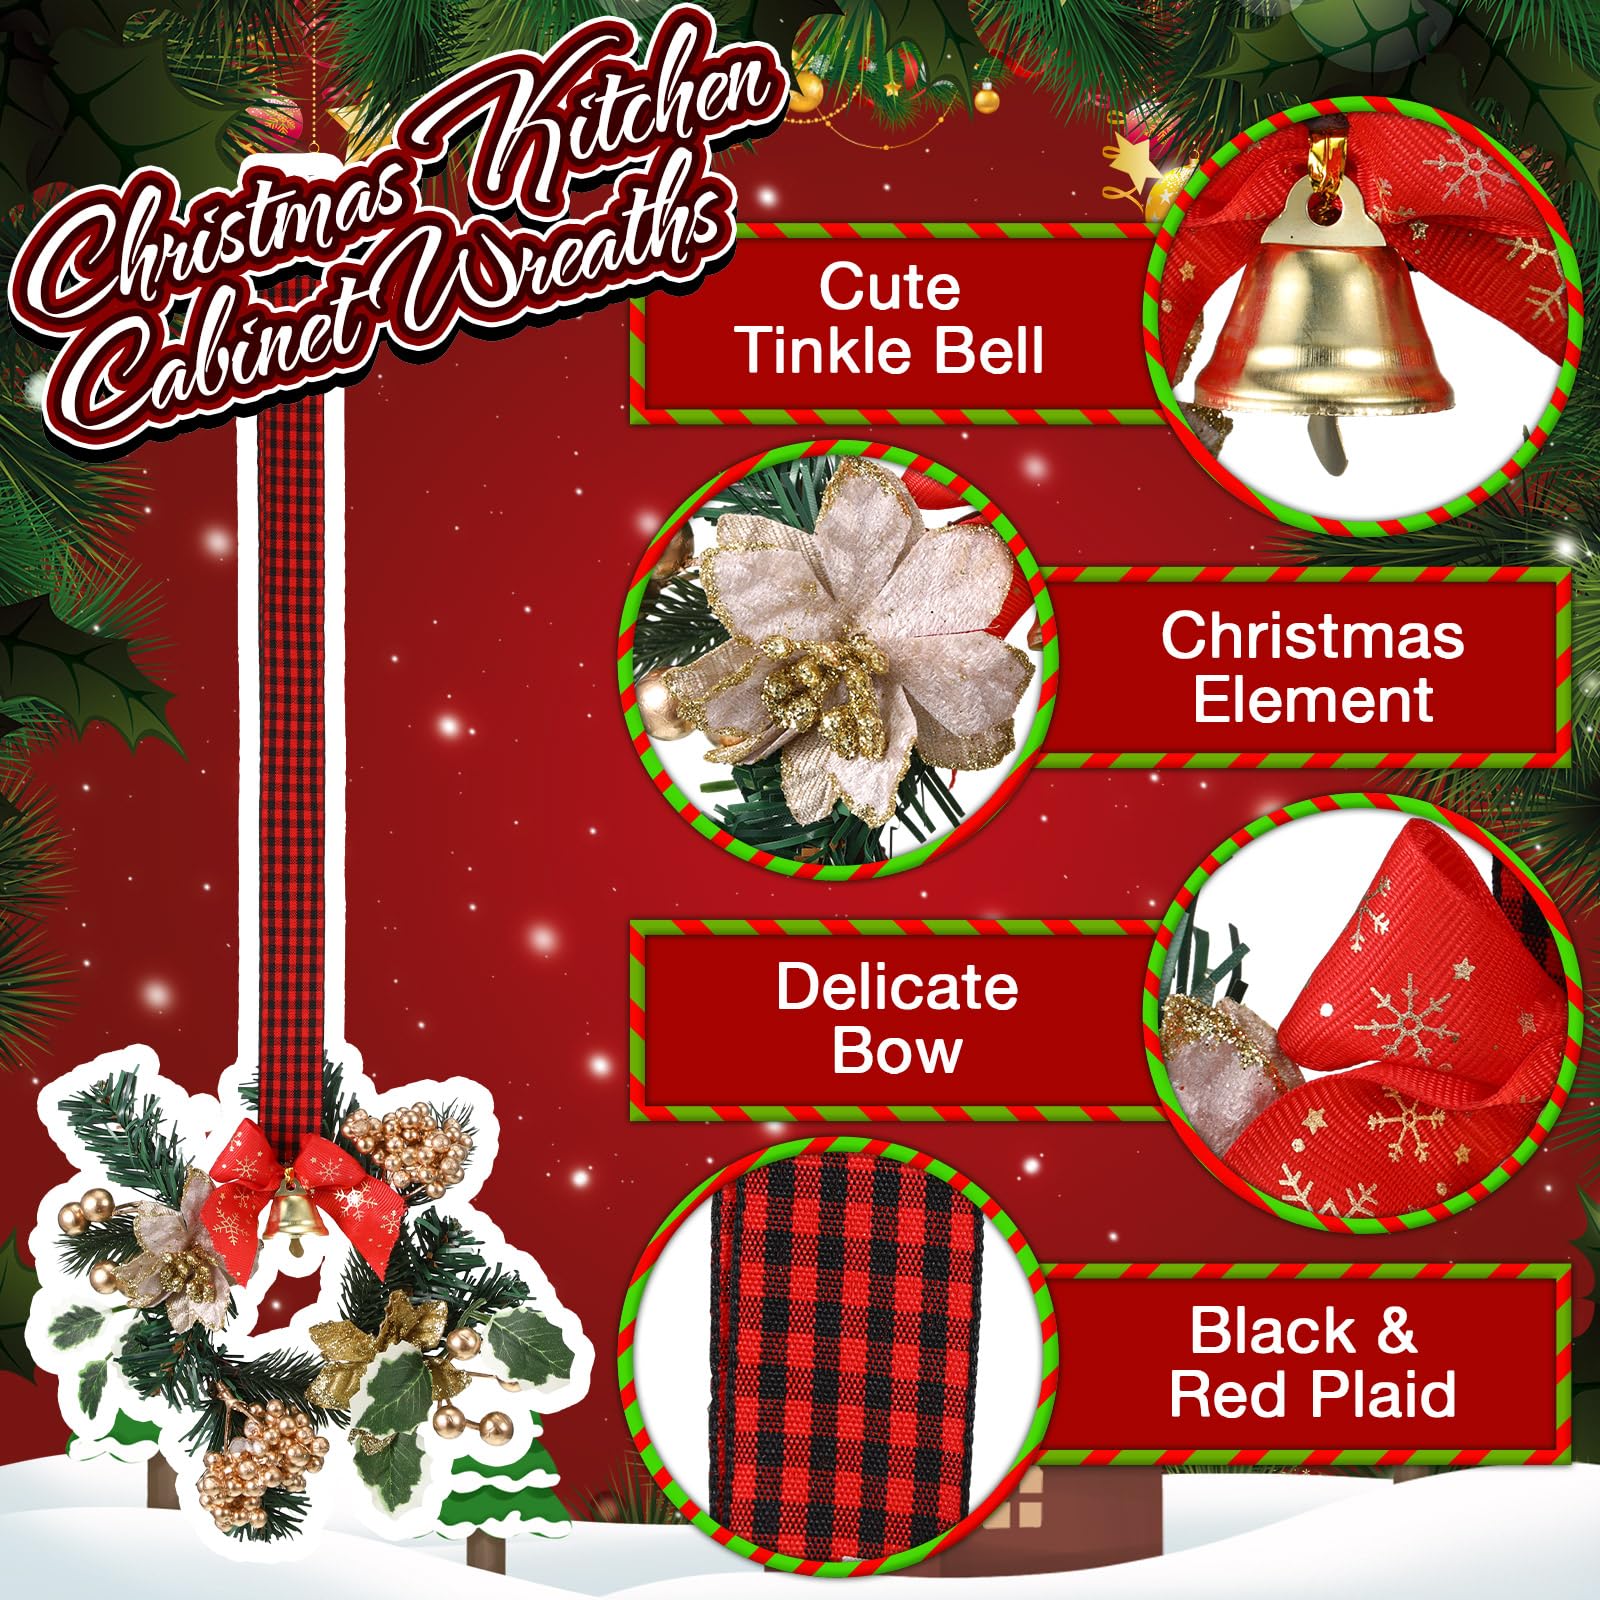 Christmas Kitchen
Cabinet Wreaths
Cute
Tinkle Bell
Christmas
Element
Delicate
Bow
Black &
Red Plaid